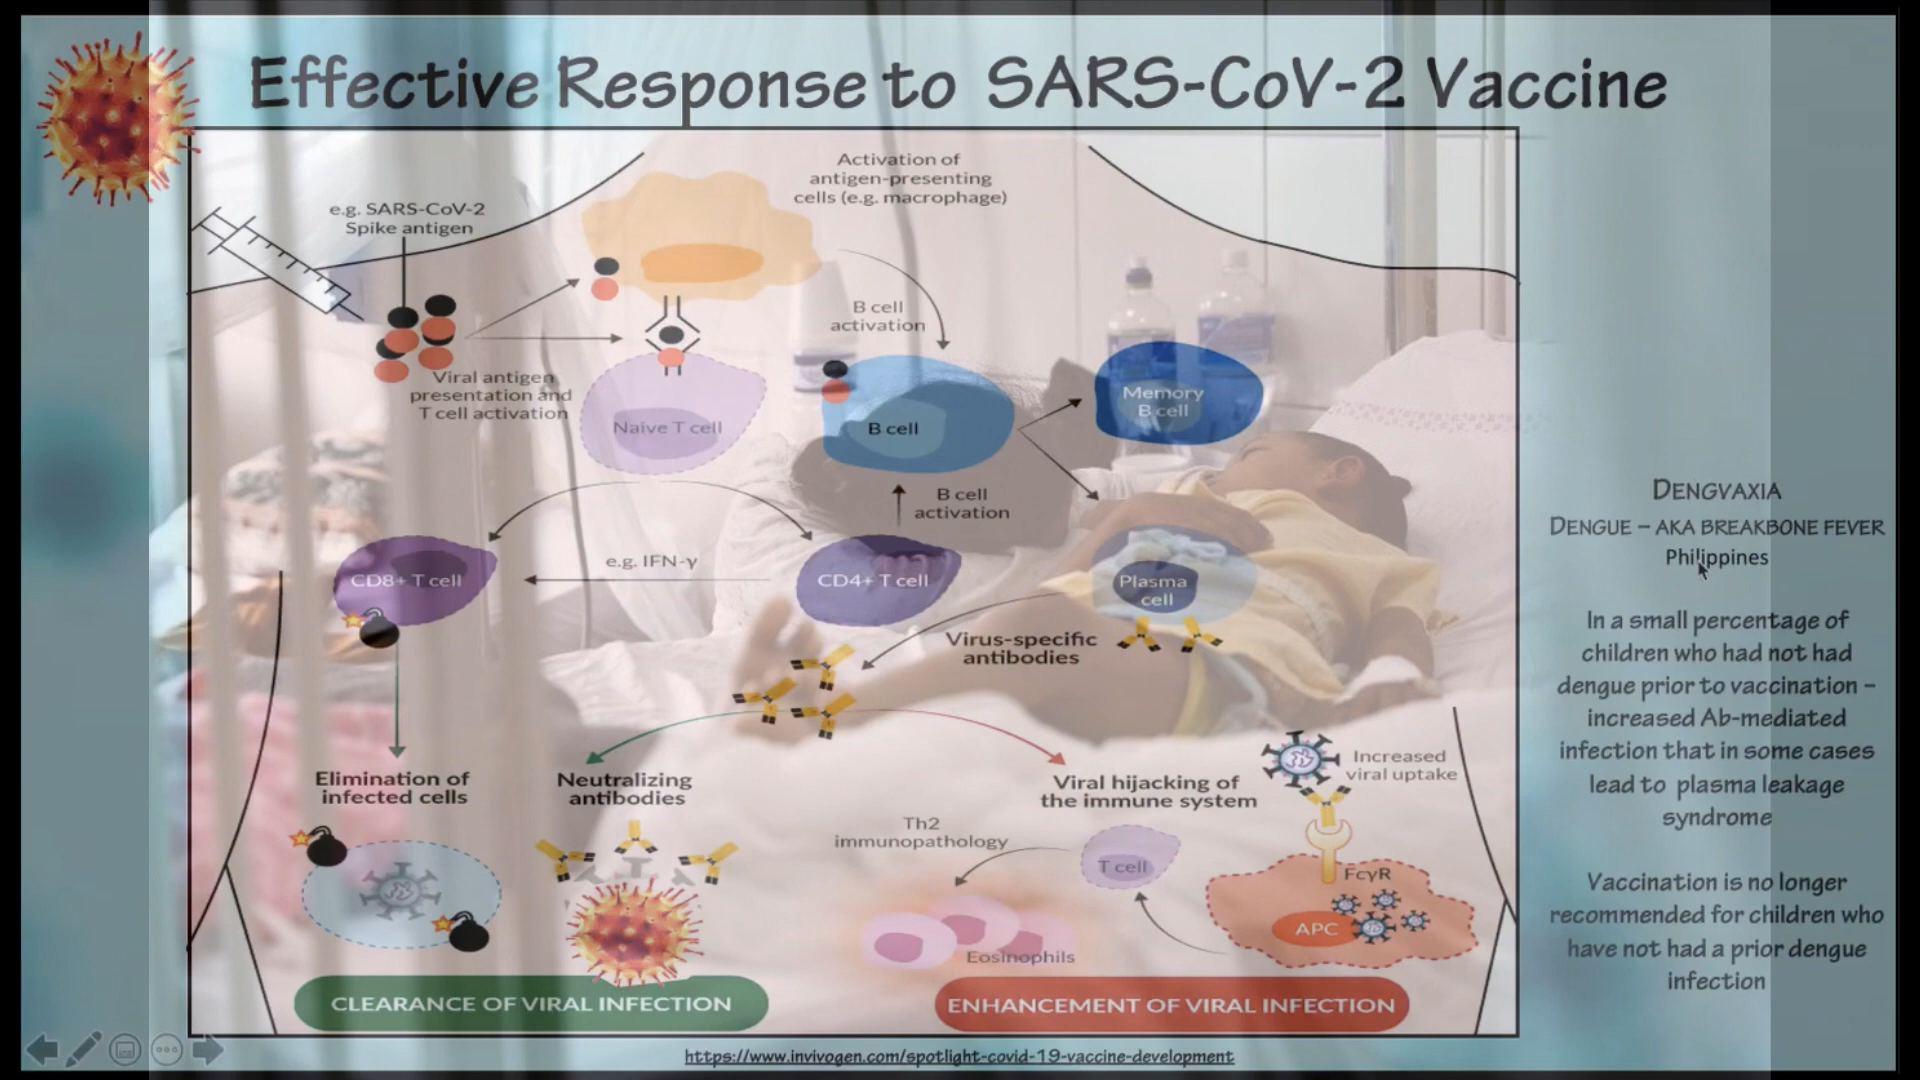 Effective Response to SARS-CoV-2 Vaccine
e.g. SARS-CoV-2
Spike antigen
Activation of
antigen-presenting
cells (e.g. macrophage)
B cell
activation
Viral antigen
presentation and
T cell activation
Naive T cell
B cell
Memory
B cell
B cell
activation
CD8+ T cell
e.g. IFN-γ
CD4+ T cell
Plasma
cell
Virus-specific
antibodies
Elimination of
infected cells
Neutralizing
antibodies
Viral hijacking of
the immune system
Increased
viral uptake
Th2
immunopathology
T cell
FcγR
APC
Eosinophils
CLEARANCE OF VIRAL INFECTION
ENHANCEMENT OF VIRAL INFECTION
https://www.invivogen.com/spotlight-covid-19-vaccine-development
DENGVAXIA
DENGUE – AKA BREAKBONE FEVER
Philippines
In a small percentage of
children who had not had
dengue prior to vaccination –
increased Ab-mediated
infection that in some cases
lead to plasma leakage
syndrome
Vaccination is no longer
recommended for children who
have not had a prior dengue
infection